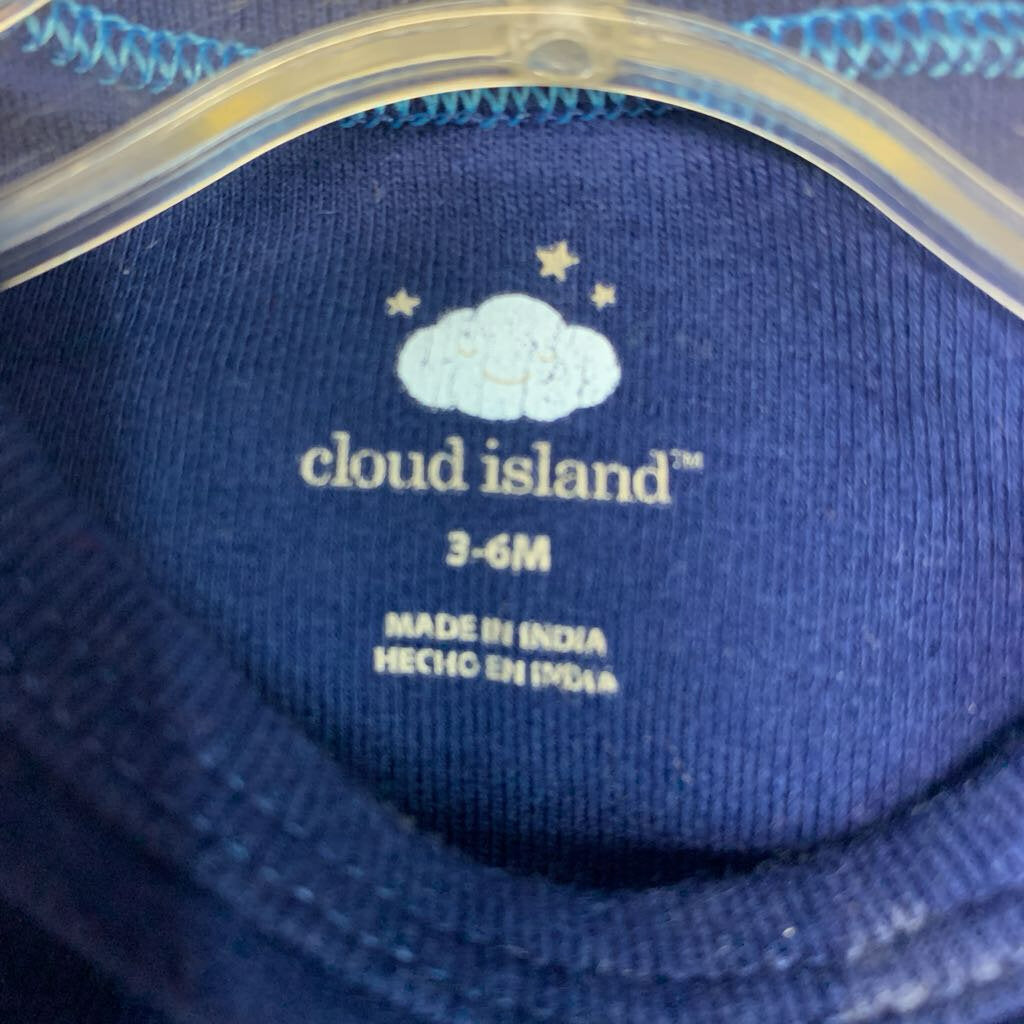 cloud island™
3-6M
MADE IN INDIA
HECHO EN INDIA